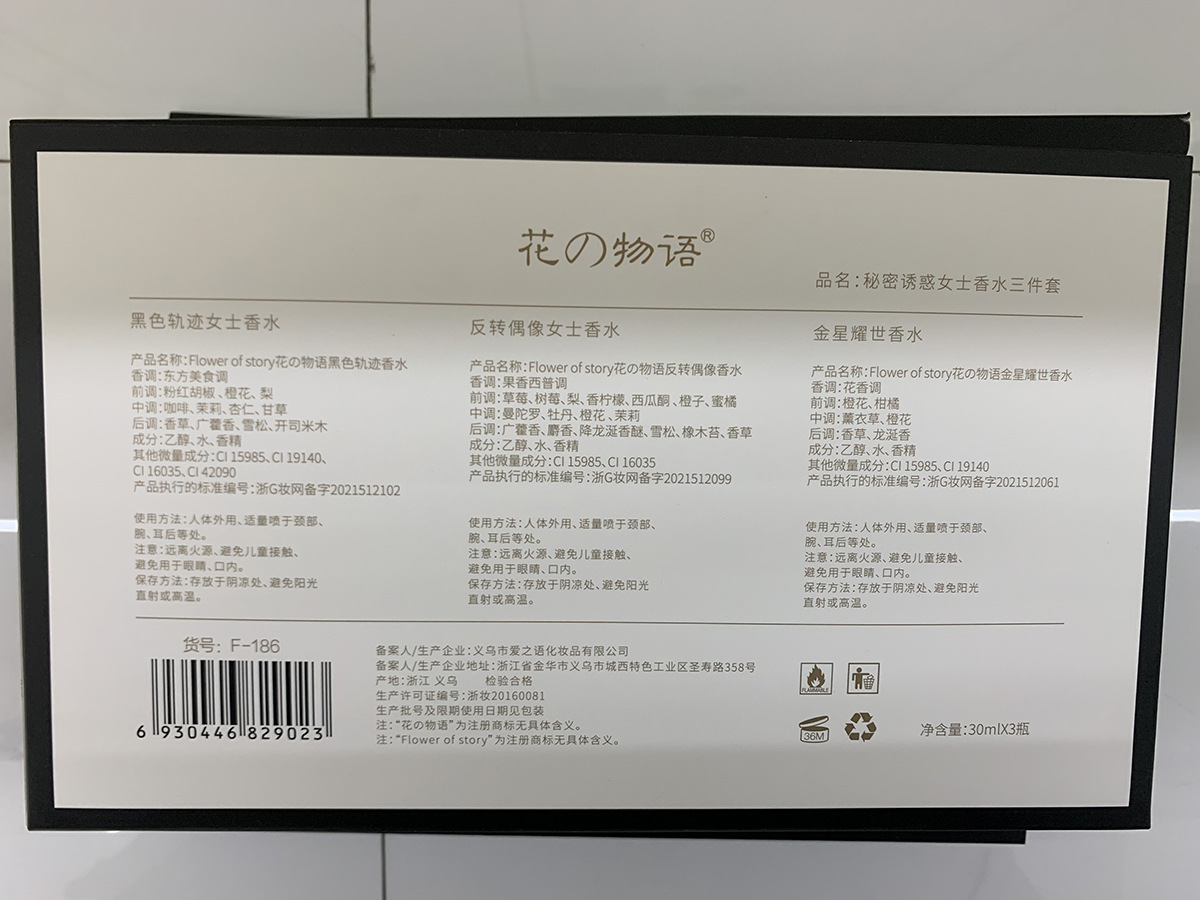 花の物语®
品名：秘密诱惑女士香水三件套
黑色轨迹女士香水
产品名称：Flower of story花の物语黑色轨迹香水
香调：东方美食调
前调：粉红胡椒、橙花、梨
中调：咖啡、茉莉、杏仁、甘草
后调：香草、广藿香、雪松、开司米木
成分：乙醇、水、香精
其他微量成分：CI 15985、CI 19140、
CI 16035、CI 42090
产品执行的标准编号：浙G妆网备字2021512102
使用方法：人体外用、适量喷于颈部、
腕、耳后等处。
注意：远离火源、避免儿童接触、
避免用于眼睛、口内。
保存方法：存放于阴凉处、避免阳光
直射或高温。
反转偶像女士香水
产品名称：Flower of story花の物语反转偶像香水
香调：果香西普调
前调：草莓、树莓、梨、香柠檬、西瓜酮、橙子、蜜橘
中调：曼陀罗、牡丹、橙花、茉莉
后调：广藿香、麝香、降龙涎香醚、雪松、橡木苔、香草
成分：乙醇、水、香精
其他微量成分：CI 15985、CI 16035
产品执行的标准编号：浙G妆网备字2021512099
使用方法：人体外用、适量喷于颈部、
腕、耳后等处。
注意：远离火源、避免儿童接触、
避免用于眼睛、口内。
保存方法：存放于阴凉处、避免阳光
直射或高温。
金星耀世香水
产品名称：Flower of story花の物语金星耀世香水
香调：花香调
前调：橙花、柑橘
中调：薰衣草、橙花
后调：香草、龙涎香
成分：乙醇、水、香精
其他微量成分：CI 15985、CI 19140
产品执行的标准编号：浙G妆网备字2021512061
使用方法：人体外用、适量喷于颈部、
腕、耳后等处。
注意：远离火源、避免儿童接触、
避免用于眼睛、口内。
保存方法：存放于阴凉处、避免阳光
直射或高温。
货号：F-186
6 930446 829023
备案人/生产企业：义乌市爱之语化妆品有限公司
备案人/生产企业地址：浙江省金华市义乌市城西特色工业区圣寿路358号
产地：浙江 义乌 检验合格
生产许可证编号：浙妆20160081
生产批号及限期使用日期见包装
注：“花の物语”为注册商标无具体含义。
注：“Flower of story”为注册商标无具体含义。
FLAMMABLE
36M
净含量：30mlX3瓶